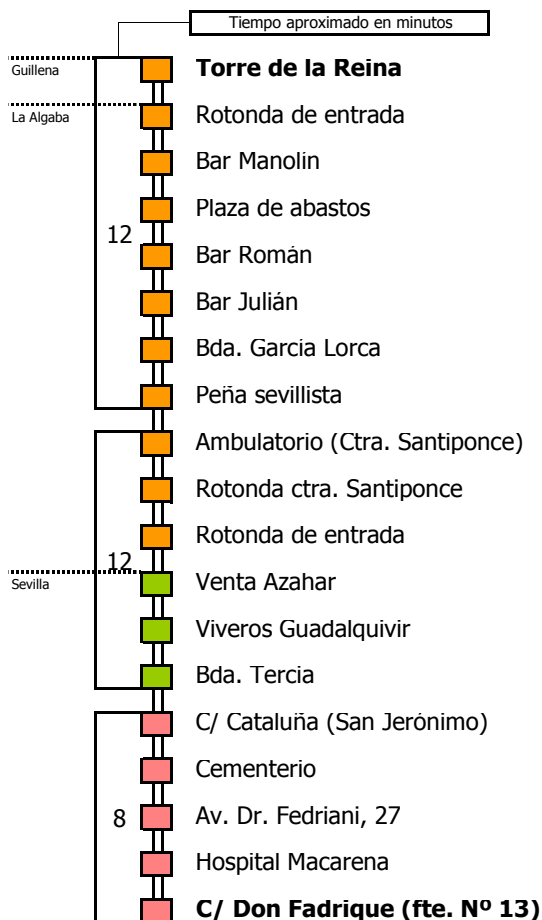 Tiempo aproximado en minutos
Guillena
Torre de la Reina
La Algaba
Rotonda de entrada
Bar Manolín
Plaza de abastos
12
Bar Román
Bar Julián
Bda. García Lorca
Peña sevillista
Ambulatorio (Ctra. Santiponce)
Rotonda ctra. Santiponce
Rotonda de entrada
12
Sevilla
Venta Azahar
Viveros Guadalquivir
Bda. Tercia
C/ Cataluña (San Jerónimo)
Cementerio
8
Av. Dr. Fedriani, 27
Hospital Macarena
C/ Don Fadrique (fte. Nº 13)